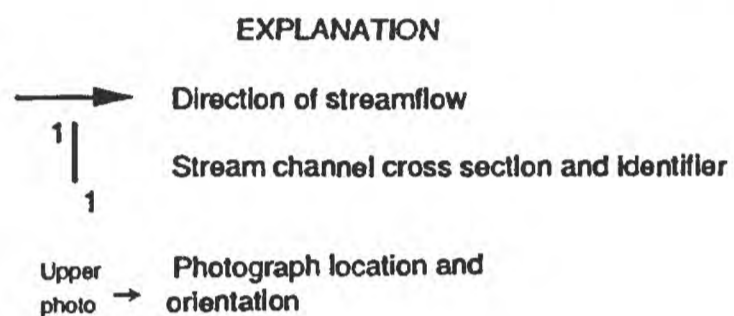 EXPLANATION
Direction of streamflow
1
Stream channel cross section and identifier
1
Upper Photograph location and
photo orientation